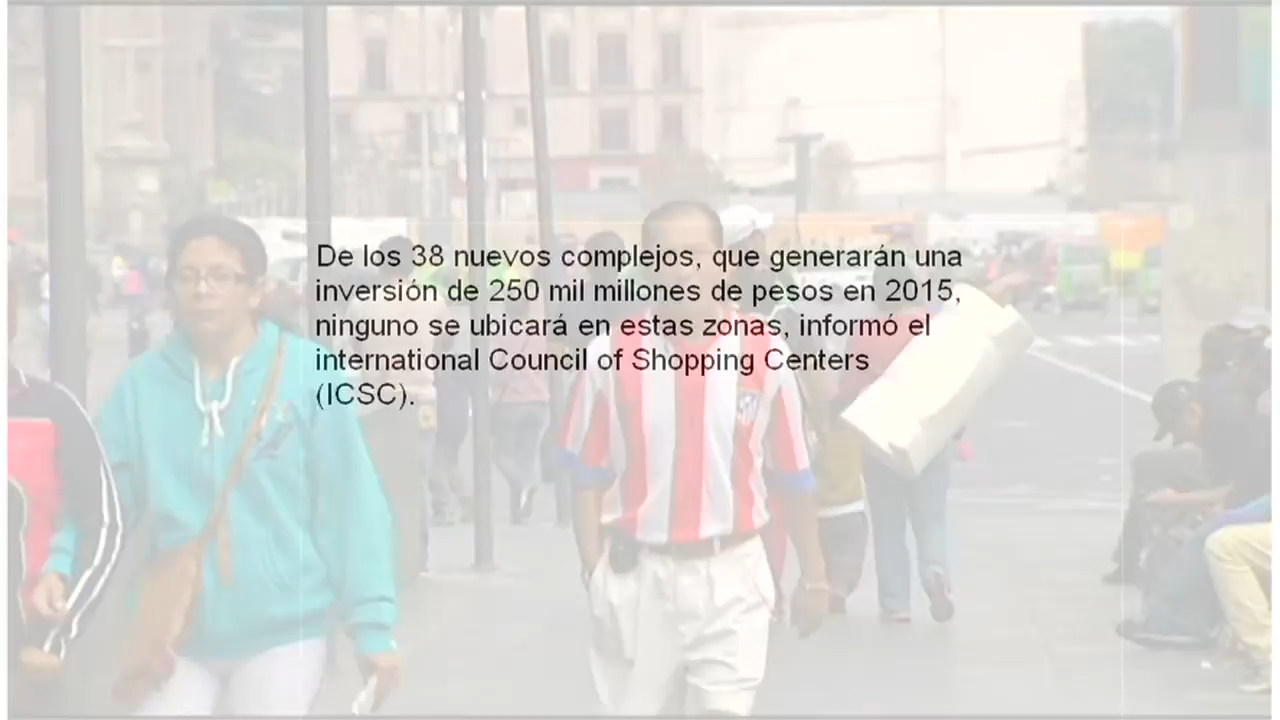 De los 38 nuevos complejos, que generarán una
inversión de 250 mil millones de pesos en 2015,
ninguno se ubicará en estas zonas, informó el
international Council of Shopping Centers
(ICSC).